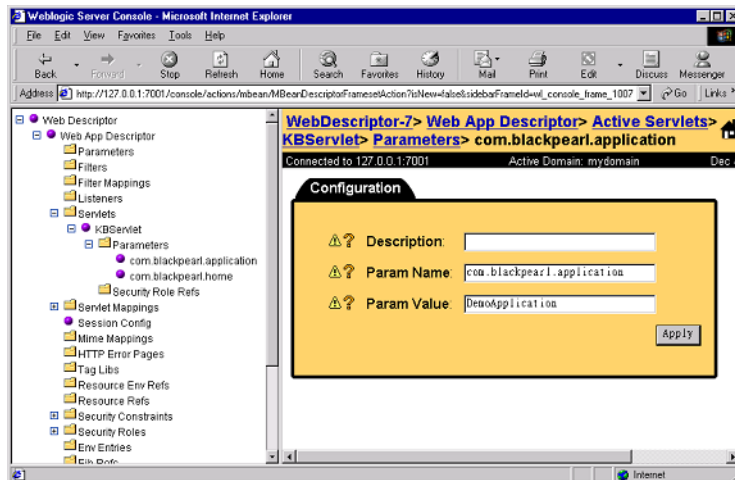 Weblogic Server Console - Microsoft Internet Explorer
File Edit View Favorites Tools Help
Back Forward Stop Refresh Home Search Favorites History Mail Print Edit Discuss Messenger
Address http://127.0.0.1:7001/console/actions/mbean/MBeanDescriptorFramesetAction?isNew=false&sidebarFrameId=wl_console_frame_1007 Go Links
Web Descriptor
Web App Descriptor
Parameters
Filters
Filter Mappings
Listeners
Servlets
KBServlet
Parameters
com.blackpearl.application
com.blackpearl.home
Security Role Refs
Servlet Mappings
Session Config
Mime Mappings
HTTP Error Pages
Tag Libs
Resource Env Refs
Resource Refs
Security Constraints
Security Roles
Env Entries
Ejb Refs
WebDescriptor-7> Web App Descriptor> Active Servlets>
KBServlet> Parameters> com.blackpearl.application
Connected to 127.0.0.1:7001 Active Domain: mydomain Dec
Configuration
Description:
Param Name: com.blackpearl.application
Param Value: DemoApplication
Apply
Internet